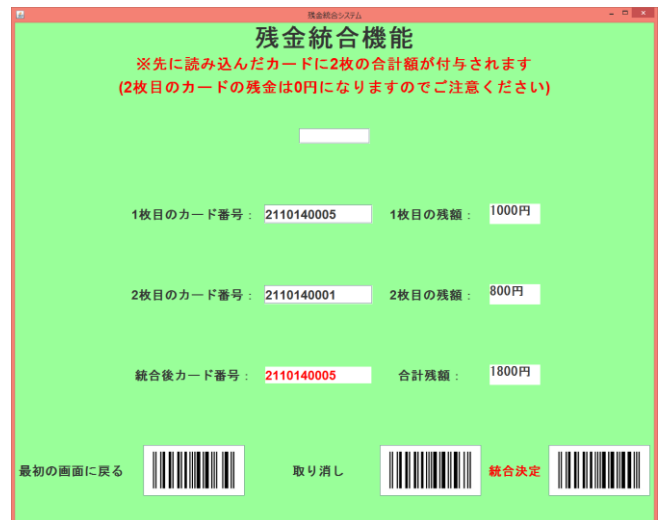 残金統合システム
残金統合機能
※先に読み込んだカードに2枚の合計額が付与されます
(2枚目のカードの残金は0円になりますのでご注意ください)
1枚目のカード番号： 2110140005 1枚目の残額： 1000円
2枚目のカード番号： 2110140001 2枚目の残額： 800円
統合後カード番号： 2110140005 合計残額： 1800円
最初の画面に戻る 取り消し 統合決定